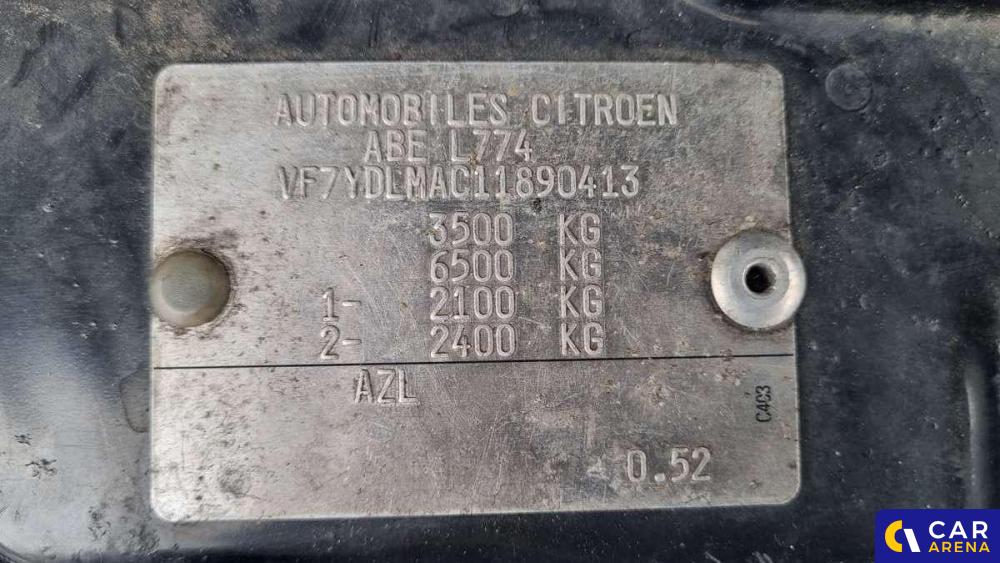 AUTOMOBILES CITROEN
ABE L774
VF7YDLMAC11890413
3500 KG
6500 KG
1- 2100 KG
2- 2400 KG
AZL
C4C3
0.52
CAR
ARENA